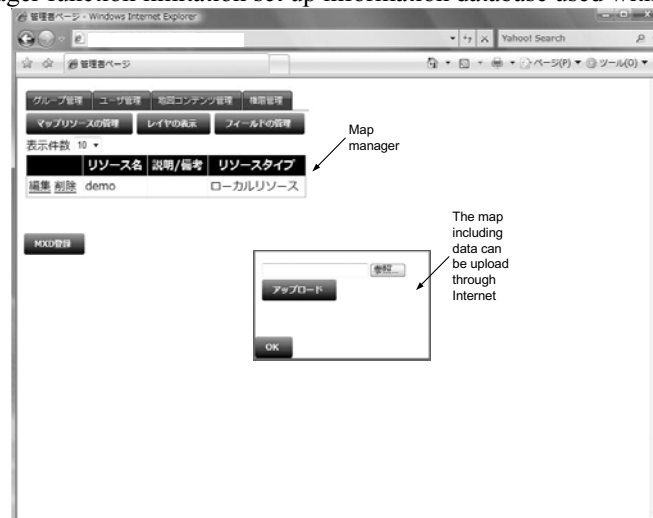 ager function limitation set up information database used with
管理者ページ - Windows Internet Explorer
Yahoo! Search
管理者ページ
ページ(P) ▼ ツール(O) ▼
グループ管理 ユーザ管理 地図コンテンツ管理 権限管理
マップリソースの管理 レイヤの表示 フィールドの管理
表示件数 10 ▼
リソース名 説明/備考 リソースタイプ
編集 削除 demo ローカルリソース
MXD登録
Map
manager
参照...
アップロード
OK
The map
including
data can
be upload
through
Internet